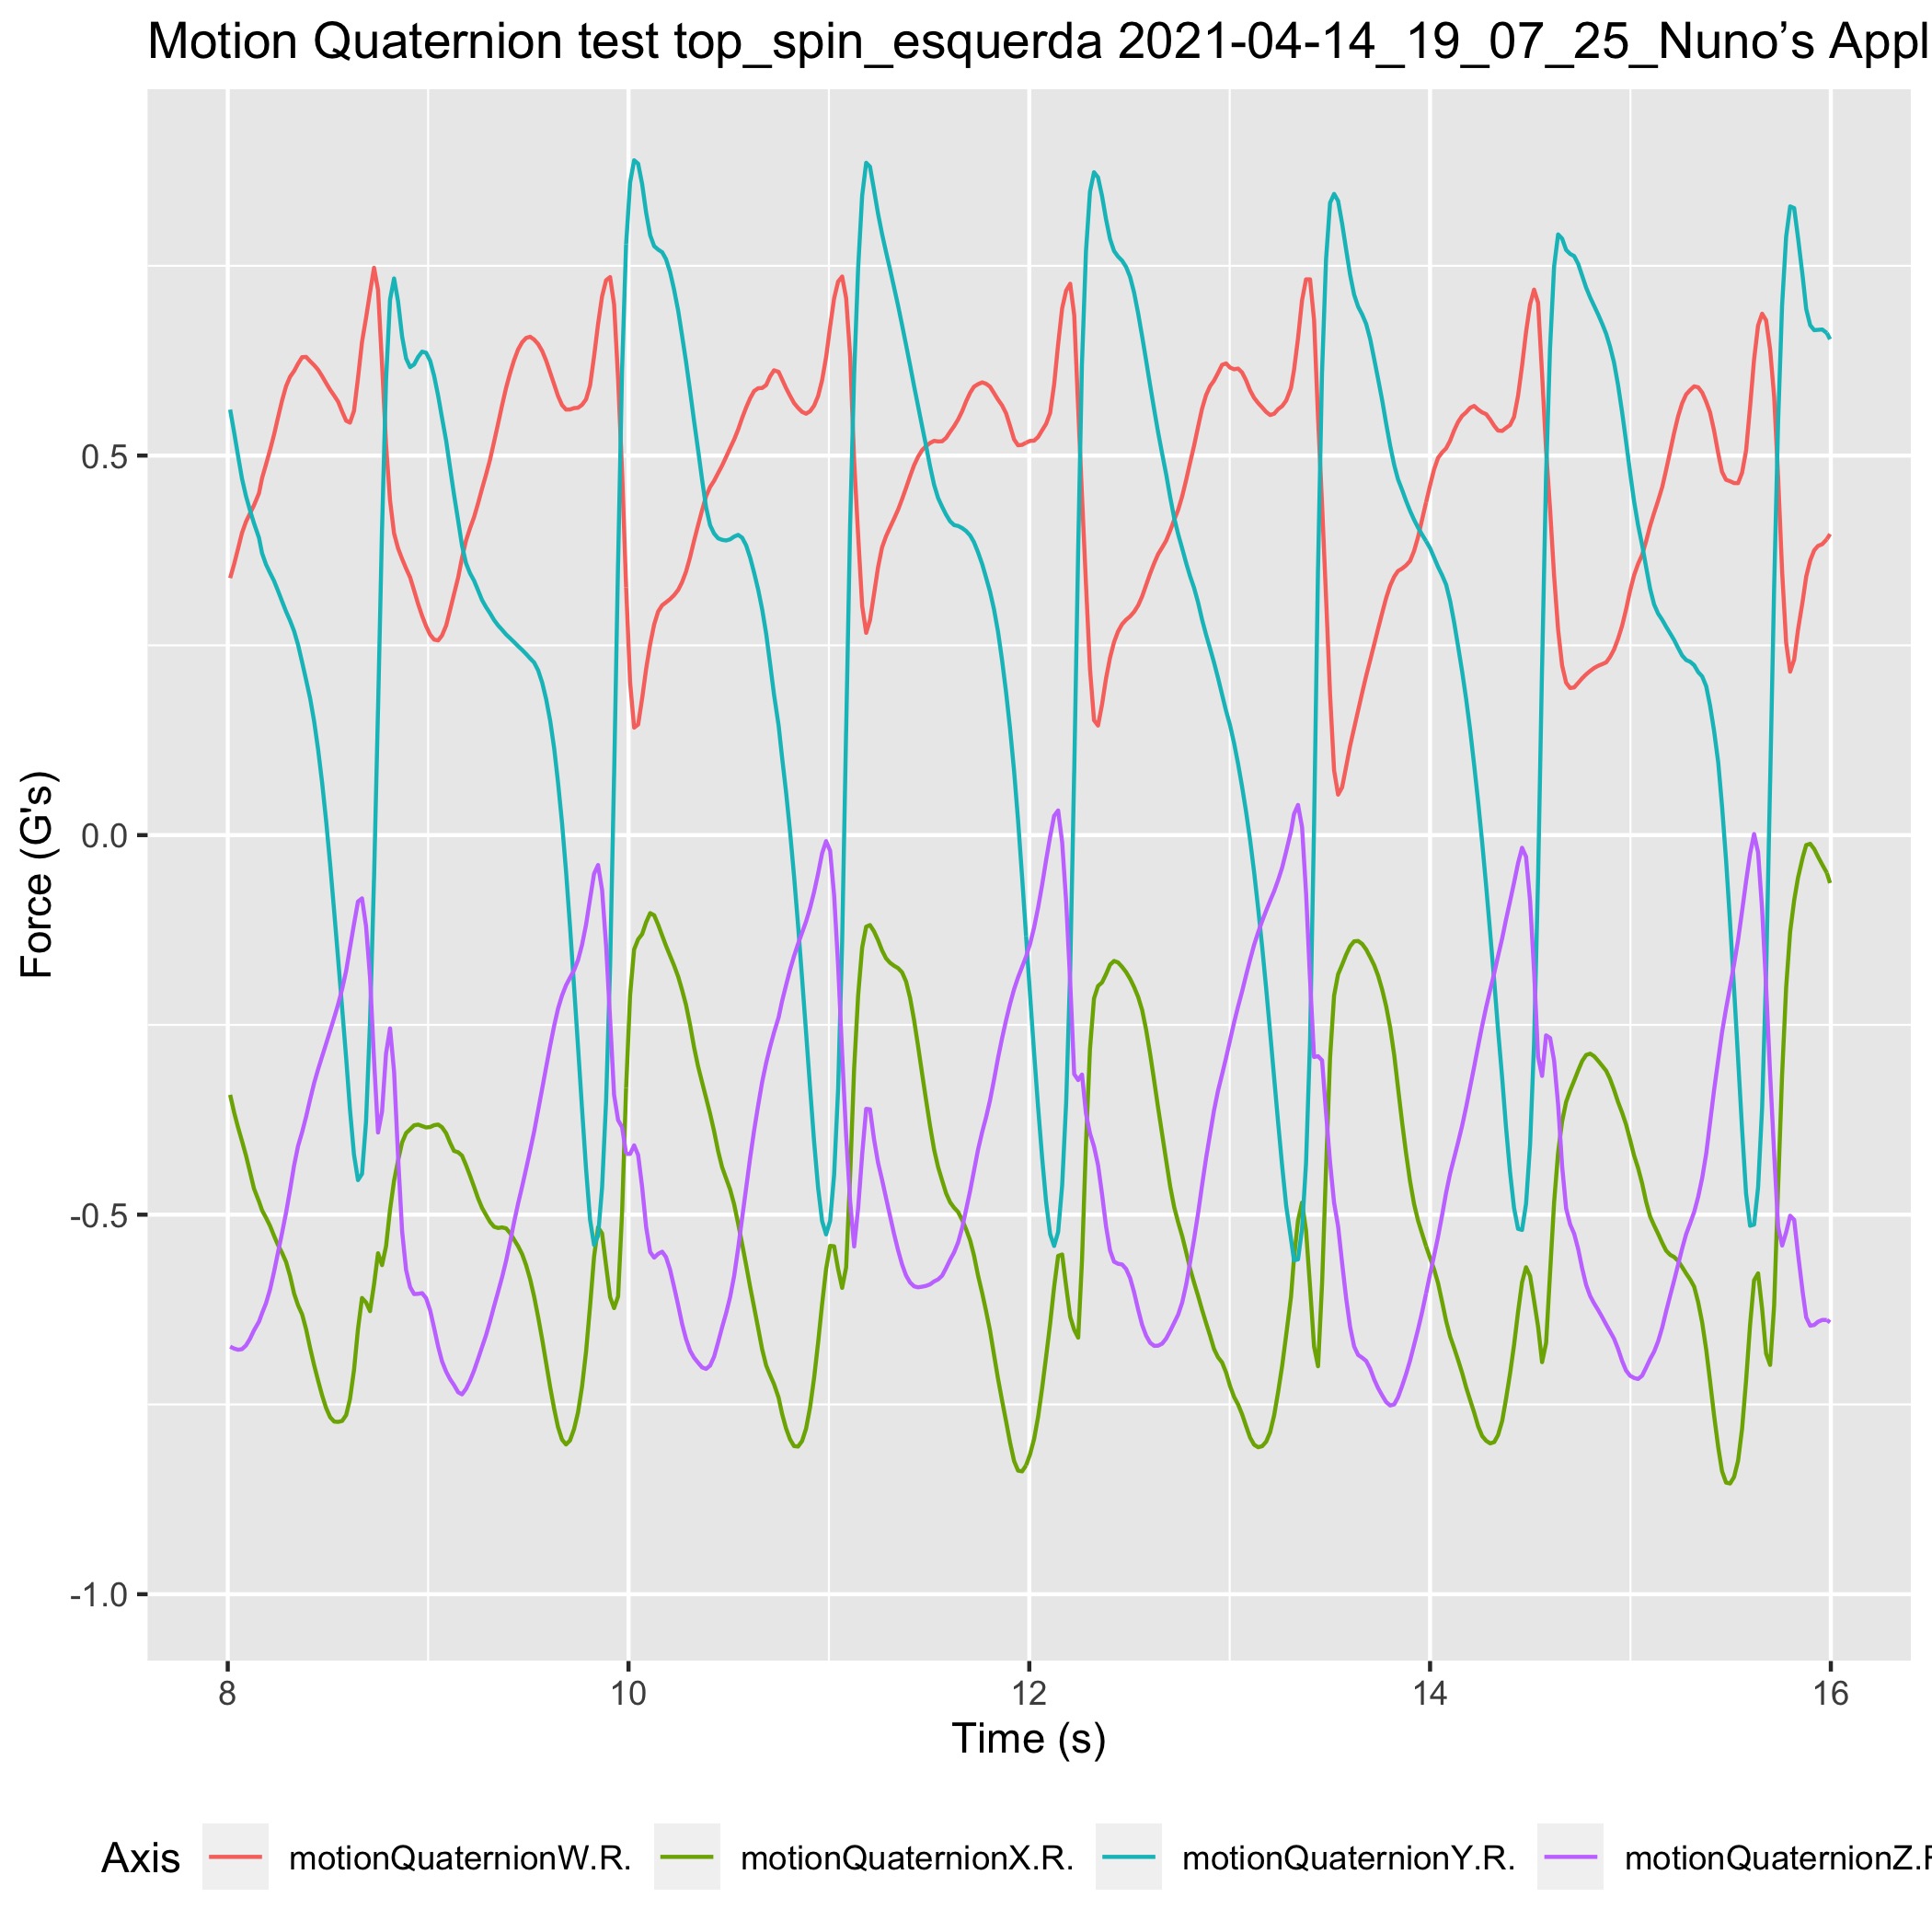 Motion Quaternion test top_spin_esquerda 2021-04-14_19_07_25_Nuno’s Appl
Force (G's)
0.5
0.0
-0.5
-1.0
8 10 12 14 16
Time (s)
Axis motionQuaternionW.R. motionQuaternionX.R. motionQuaternionY.R. motionQuaternionZ.R